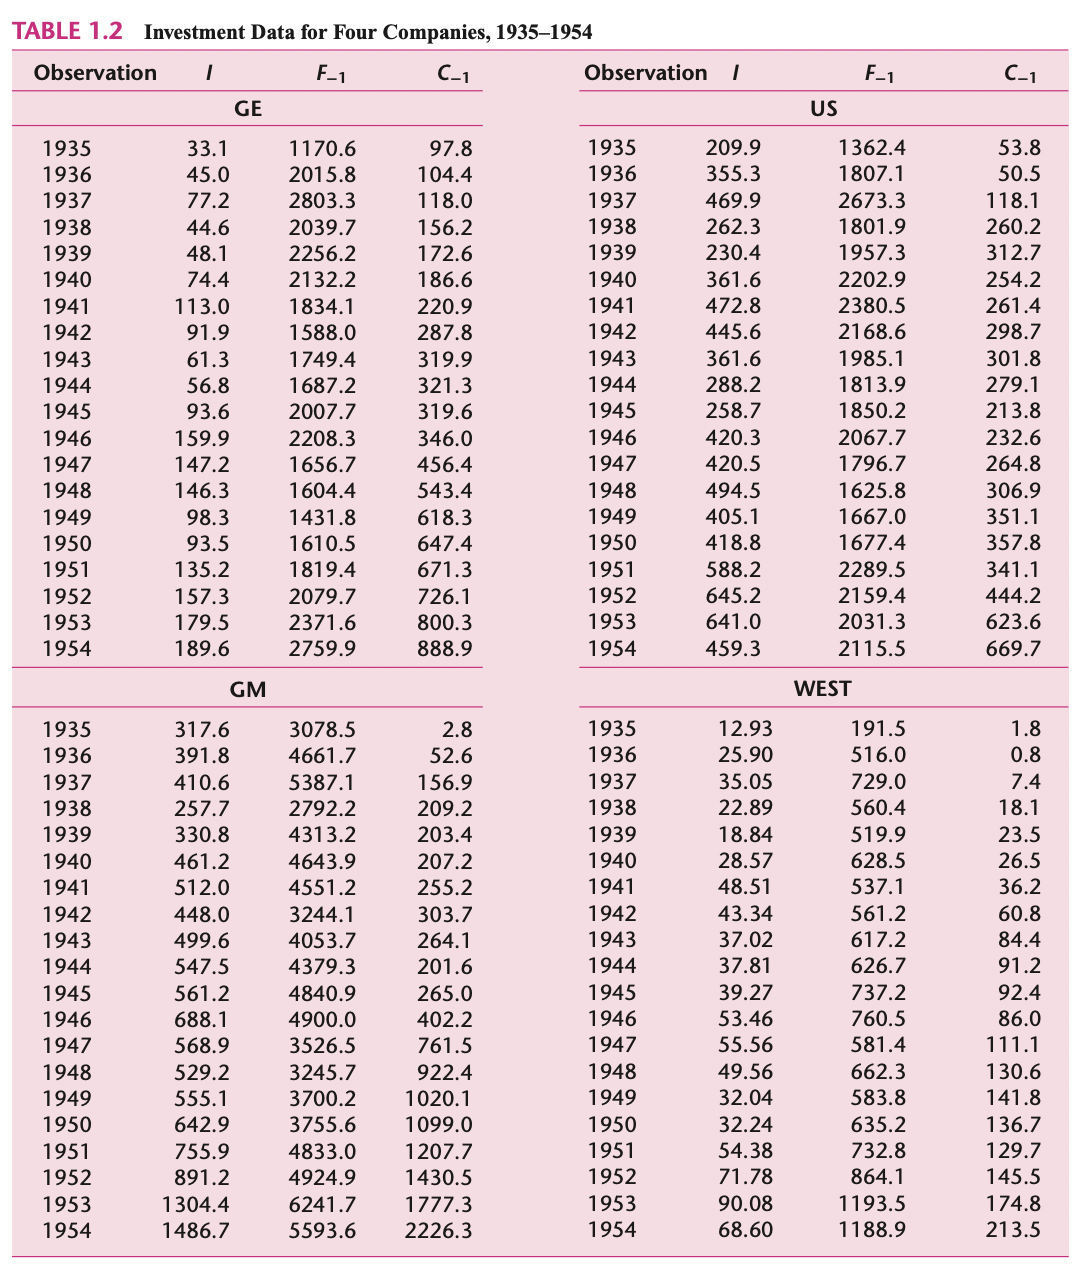 TABLE 1.2 Investment Data for Four Companies, 1935–1954
Observation I F–1 C–1
GE
1935 33.1 1170.6 97.8
1936 45.0 2015.8 104.4
1937 77.2 2803.3 118.0
1938 44.6 2039.7 156.2
1939 48.1 2256.2 172.6
1940 74.4 2132.2 186.6
1941 113.0 1834.1 220.9
1942 91.9 1588.0 287.8
1943 61.3 1749.4 319.9
1944 56.8 1687.2 321.3
1945 93.6 2007.7 319.6
1946 159.9 2208.3 346.0
1947 147.2 1656.7 456.4
1948 146.3 1604.4 543.4
1949 98.3 1431.8 618.3
1950 93.5 1610.5 647.4
1951 135.2 1819.4 671.3
1952 157.3 2079.7 726.1
1953 179.5 2371.6 800.3
1954 189.6 2759.9 888.9
GM
1935 317.6 3078.5 2.8
1936 391.8 4661.7 52.6
1937 410.6 5387.1 156.9
1938 257.7 2792.2 209.2
1939 330.8 4313.2 203.4
1940 461.2 4643.9 207.2
1941 512.0 4551.2 255.2
1942 448.0 3244.1 303.7
1943 499.6 4053.7 264.1
1944 547.5 4379.3 201.6
1945 561.2 4840.9 265.0
1946 688.1 4900.0 402.2
1947 568.9 3526.5 761.5
1948 529.2 3245.7 922.4
1949 555.1 3700.2 1020.1
1950 642.9 3755.6 1099.0
1951 755.9 4833.0 1207.7
1952 891.2 4924.9 1430.5
1953 1304.4 6241.7 1777.3
1954 1486.7 5593.6 2226.3
Observation I F–1 C–1
US
1935 209.9 1362.4 53.8
1936 355.3 1807.1 50.5
1937 469.9 2673.3 118.1
1938 262.3 1801.9 260.2
1939 230.4 1957.3 312.7
1940 361.6 2202.9 254.2
1941 472.8 2380.5 261.4
1942 445.6 2168.6 298.7
1943 361.6 1985.1 301.8
1944 288.2 1813.9 279.1
1945 258.7 1850.2 213.8
1946 420.3 2067.7 232.6
1947 420.5 1796.7 264.8
1948 494.5 1625.8 306.9
1949 405.1 1667.0 351.1
1950 418.8 1677.4 357.8
1951 588.2 2289.5 341.1
1952 645.2 2159.4 444.2
1953 641.0 2031.3 623.6
1954 459.3 2115.5 669.7
WEST
1935 12.93 191.5 1.8
1936 25.90 516.0 0.8
1937 35.05 729.0 7.4
1938 22.89 560.4 18.1
1939 18.84 519.9 23.5
1940 28.57 628.5 26.5
1941 48.51 537.1 36.2
1942 43.34 561.2 60.8
1943 37.02 617.2 84.4
1944 37.81 626.7 91.2
1945 39.27 737.2 92.4
1946 53.46 760.5 86.0
1947 55.56 581.4 111.1
1948 49.56 662.3 130.6
1949 32.04 583.8 141.8
1950 32.24 635.2 136.7
1951 54.38 732.8 129.7
1952 71.78 864.1 145.5
1953 90.08 1193.5 174.8
1954 68.60 1188.9 213.5